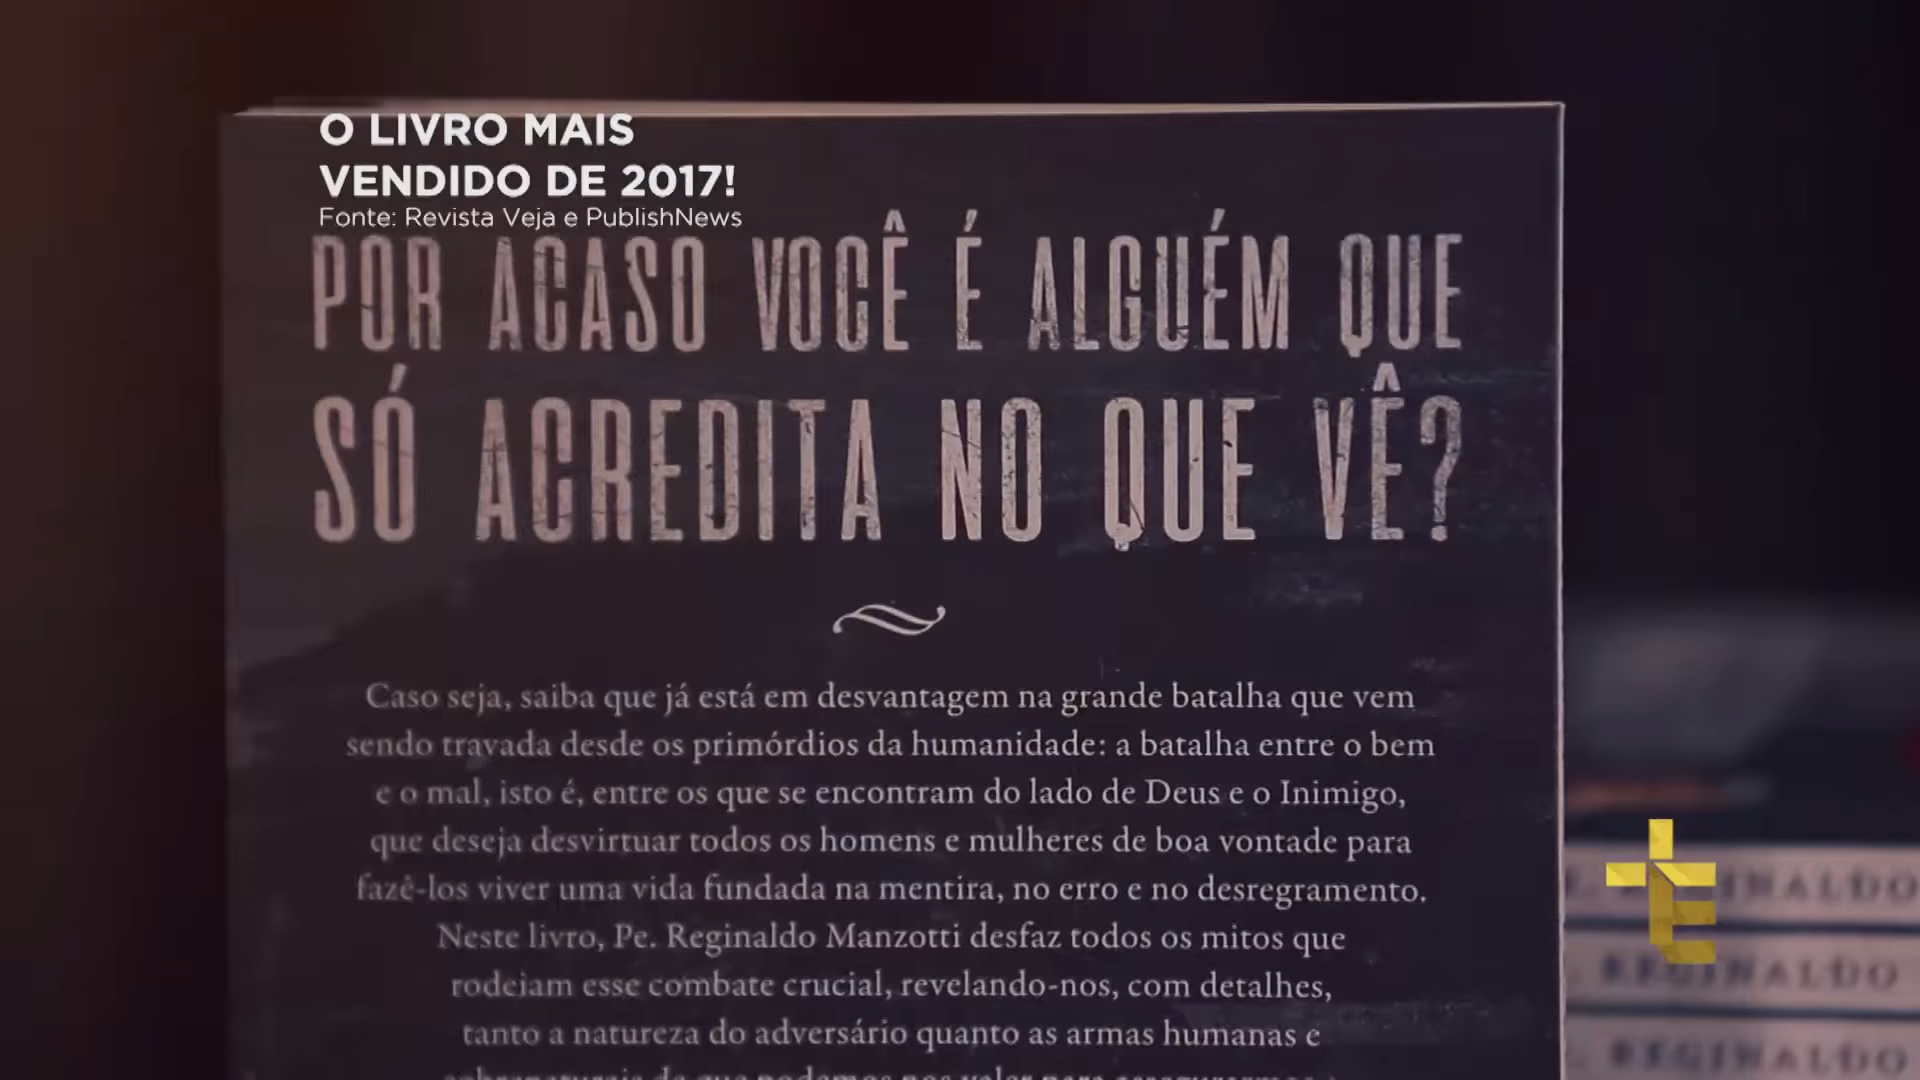 O LIVRO MAIS
VENDIDO DE 2017!
Fonte: Revista Veja e PublishNews
POR ACASO VOCÊ É ALGUÉM QUE
SÓ ACREDITA NO QUE VÊ?
Caso seja, saiba que já está em desvantagem na grande batalha que vem
sendo travada desde os primórdios da humanidade: a batalha entre o bem
e o mal, isto é, entre os que se encontram do lado de Deus e o Inimigo,
que deseja desvirtuar todos os homens e mulheres de boa vontade para
fazê-los viver uma vida fundada na mentira, no erro e no desregramento.
Neste livro, Pe. Reginaldo Manzotti desfaz todos os mitos que
rodeiam esse combate crucial, revelando-nos, com detalhes,
tanto a natureza do adversário quanto as armas humanas e
REGINALDO
REGINALDO
REGINALDO